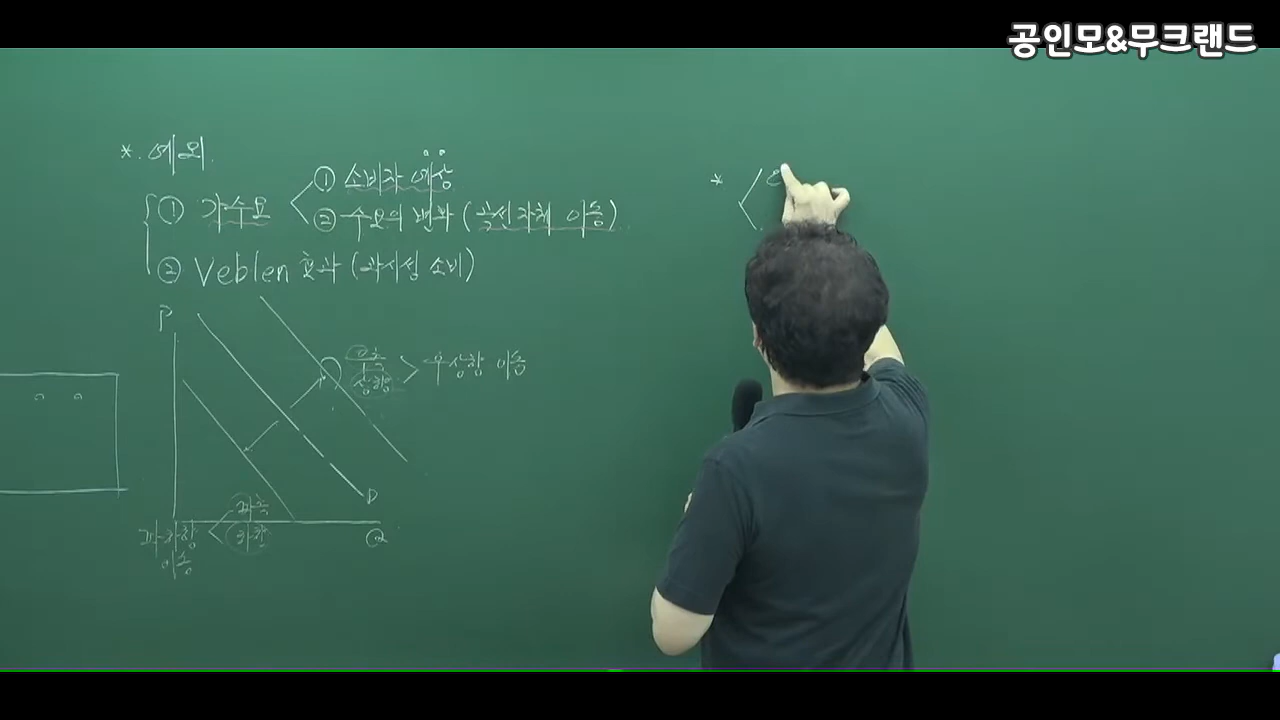 공인모&무크랜드
*. 예외.
① 소비자 예상
① 가수요
② 수요의 변화 (곡선자체 이동)
② Veblen 효과 (과시성 소비)
P
우측
상향 > 우상향 이동
D
좌측
좌하향 하향
Q
이동
*